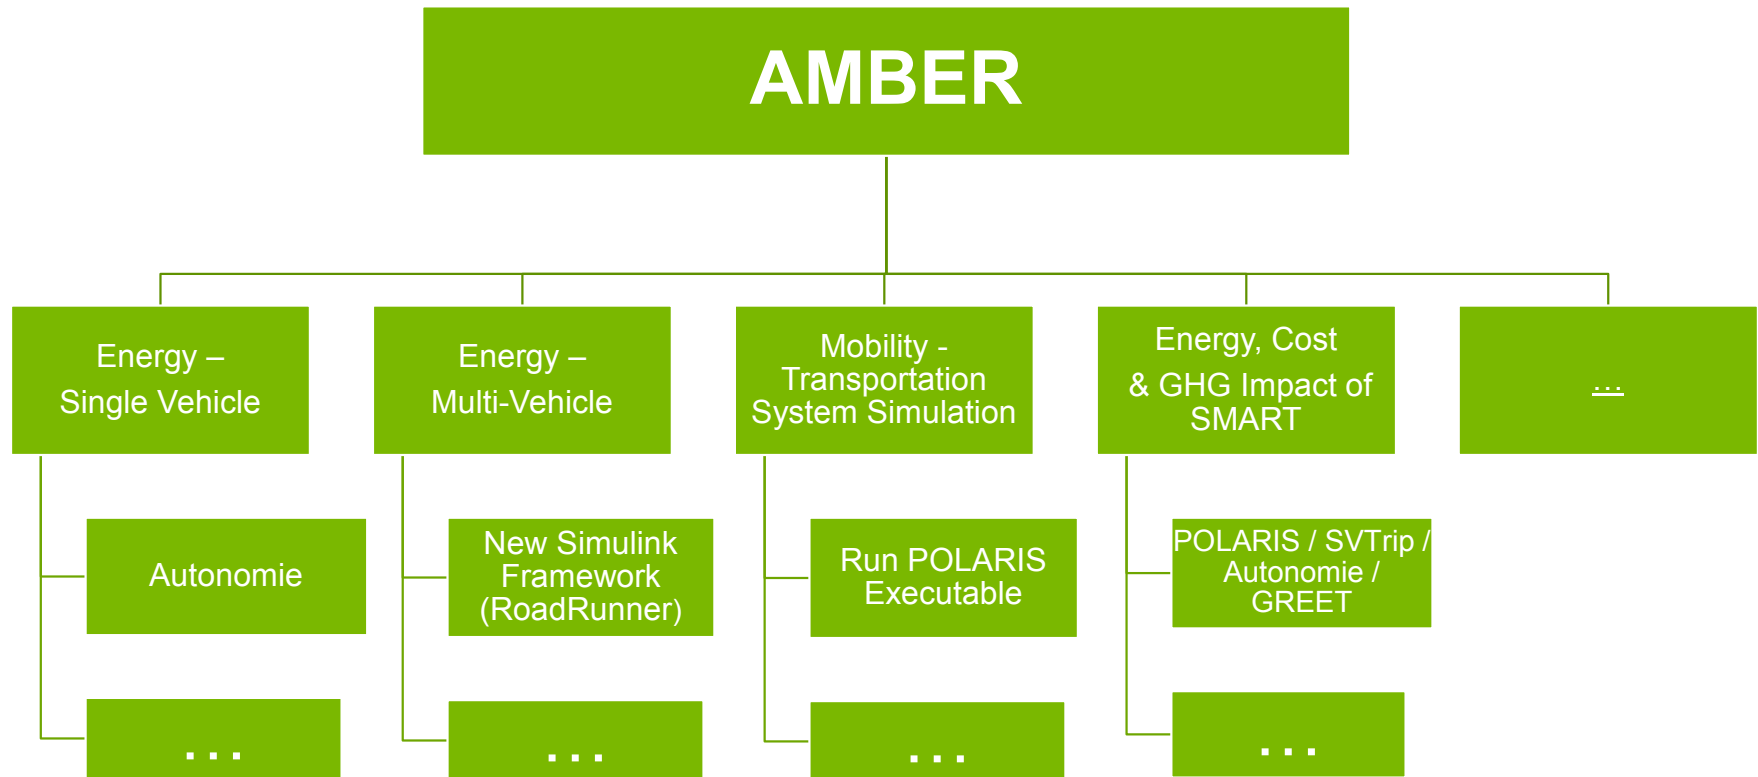 AMBER
Energy –
Single Vehicle
Energy –
Multi-Vehicle
Mobility -
Transportation
System Simulation
Energy, Cost
& GHG Impact of
SMART
...
Autonomie
New Simulink
Framework
(RoadRunner)
Run POLARIS
Executable
POLARIS / SVTrip /
Autonomie /
GREET
...
...
...
...